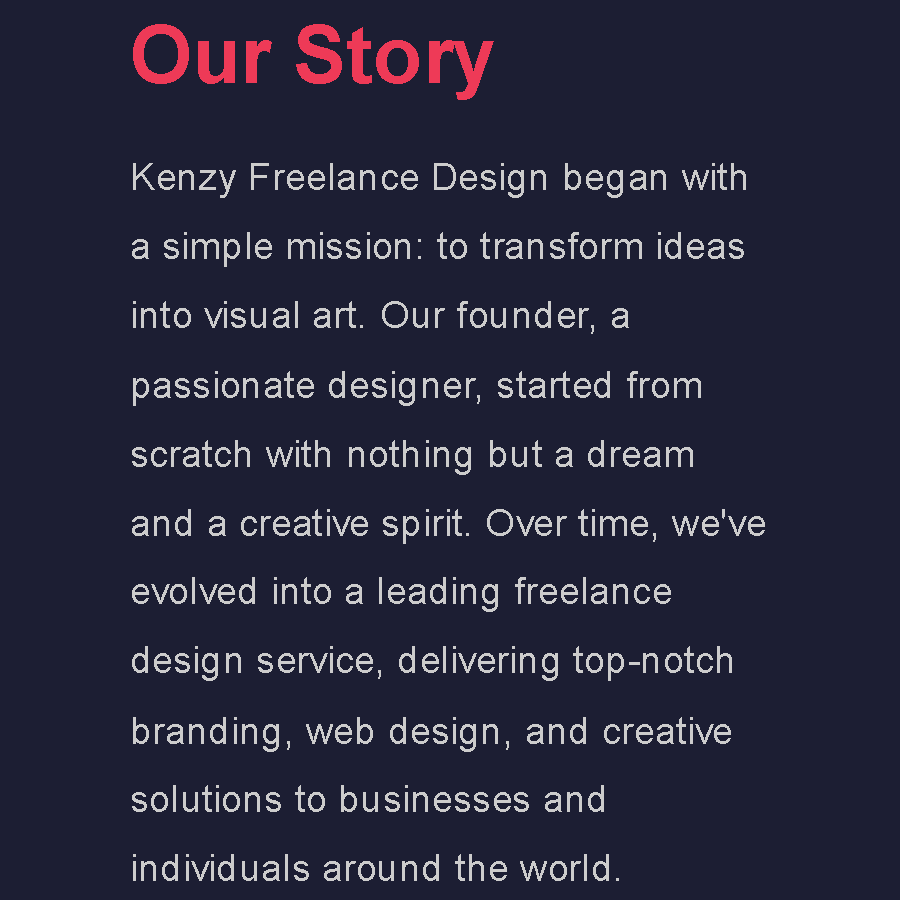 Our Story
Kenzy Freelance Design began with
a simple mission: to transform ideas
into visual art. Our founder, a
passionate designer, started from
scratch with nothing but a dream
and a creative spirit. Over time, we've
evolved into a leading freelance
design service, delivering top-notch
branding, web design, and creative
solutions to businesses and
individuals around the world.